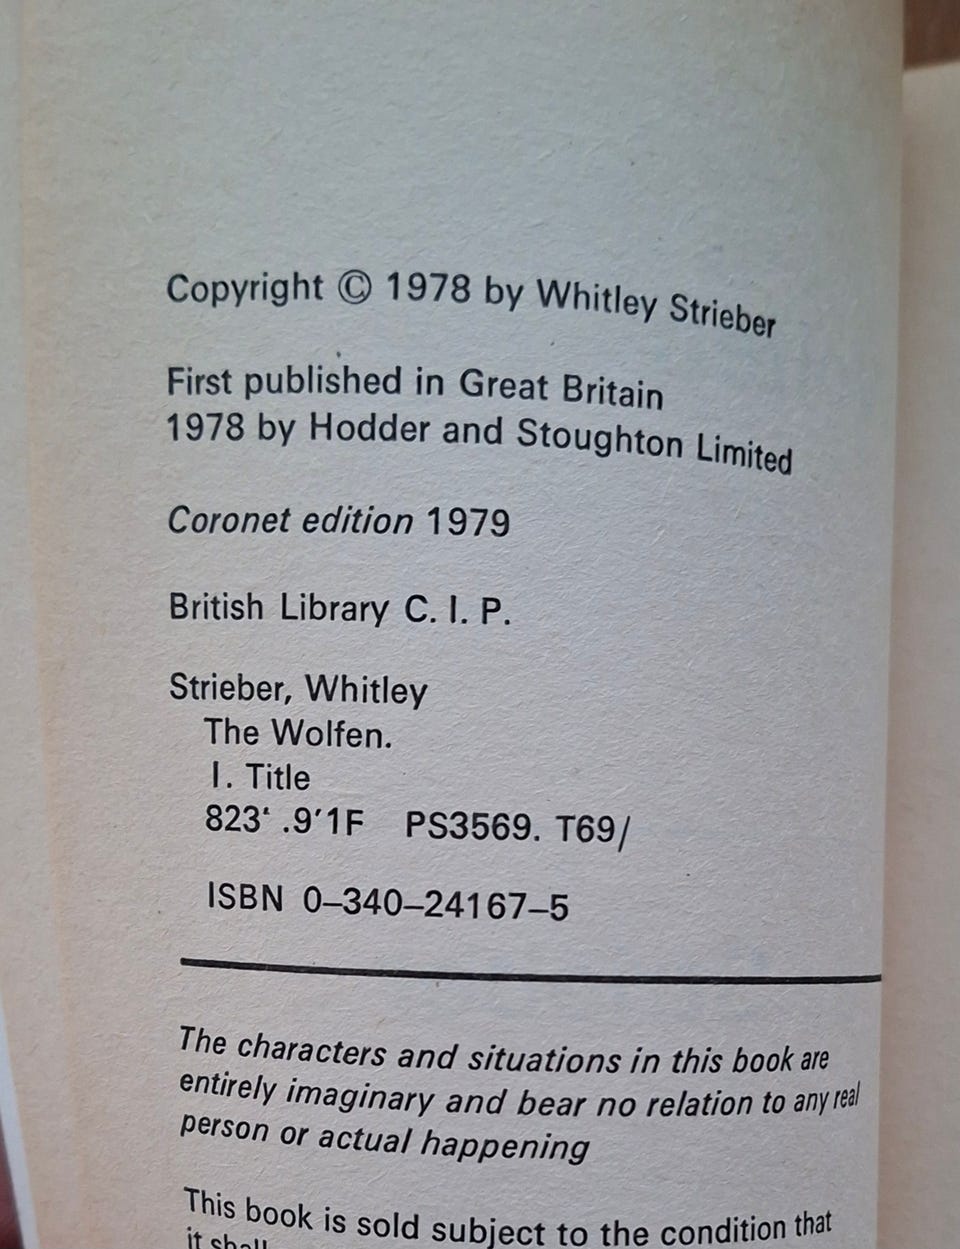 Copyright © 1978 by Whitley Strieber
First published in Great Britain
1978 by Hodder and Stoughton Limited
Coronet edition 1979
British Library C. I. P.
Strieber, Whitley
The Wolfen.
I. Title
823‘ .9’1F PS3569. T69/
ISBN 0–340–24167–5
The characters and situations in this book are
entirely imaginary and bear no relation to any real
person or actual happening
This book is sold subject to the condition that
it shall